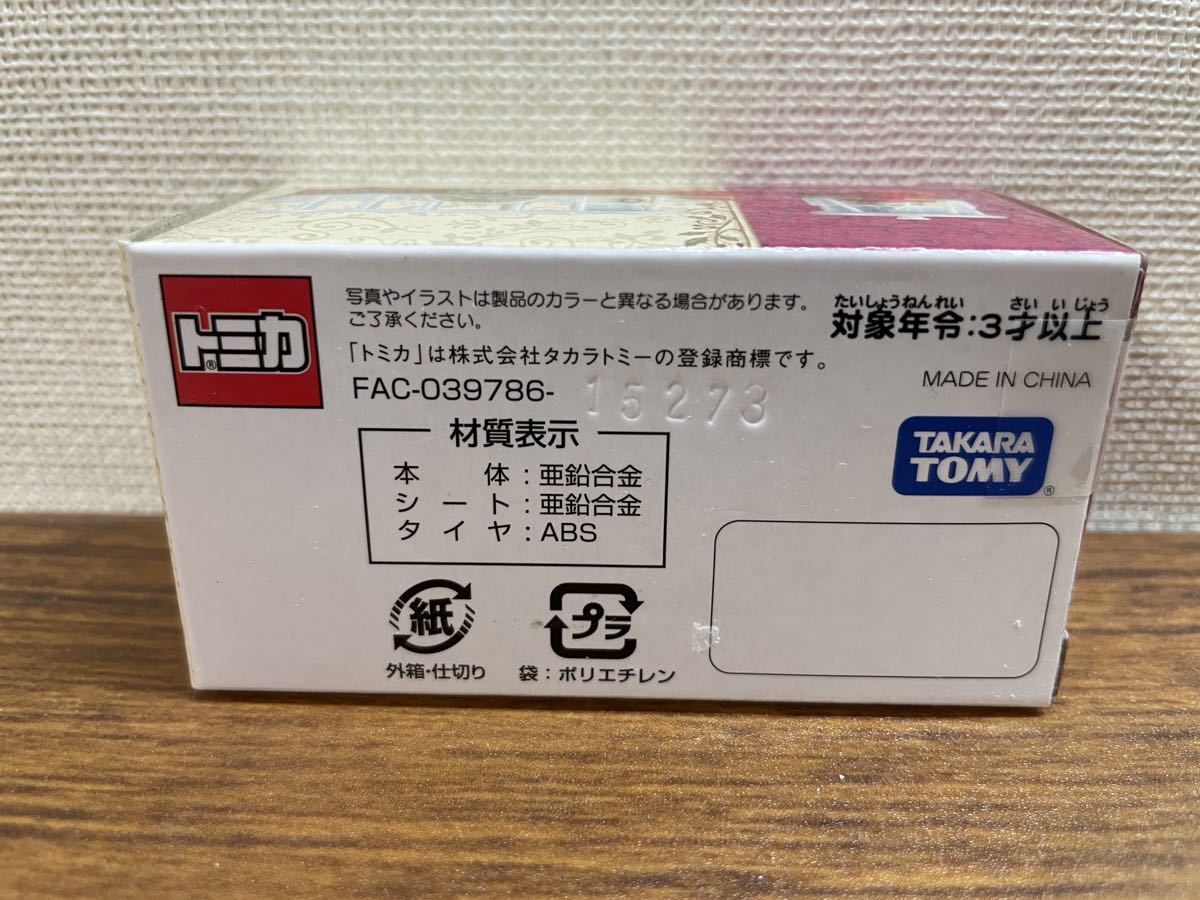 トミカ®
写真やイラストは製品のカラーと異なる場合があります。
ご了承ください。
「トミカ」は株式会社タカラトミーの登録商標です。
FAC-039786-
15273
たいしょうねんれい さい い じょう
対象年令:3才以上
MADE IN CHINA
TAKARA
TOMY®
材質表示
本体:亜鉛合金
シート:亜鉛合金
タイヤ:ABS
紙
外箱・仕切り
プラ
袋:ポリエチレン